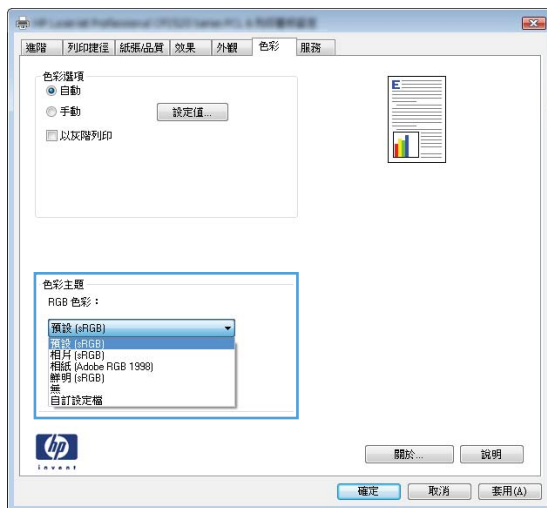 進階 列印捷徑 紙張/品質 效果 外觀 色彩 服務
色彩選項
自動
手動 設定值...
以灰階列印
E
色彩主題
RGB 色彩：
預設 (sRGB)
預設 (sRGB)
相片 (sRGB)
相紙 (Adobe RGB 1998)
鮮明 (sRGB)
無
自訂設定檔
hp
invent
關於... 說明
確定 取消 套用(A)